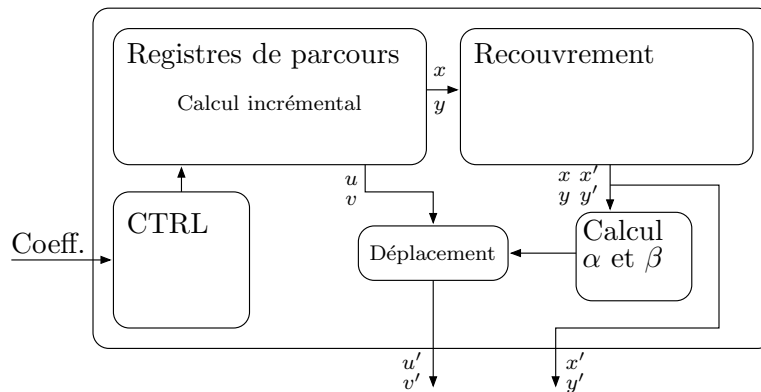 Registres de parcours
Calcul incrémental
x
y
Recouvrement
u
v
x x′
y y′
CTRL
Coeff.
Déplacement
Calcul
α et β
u′
v′
x′
y′